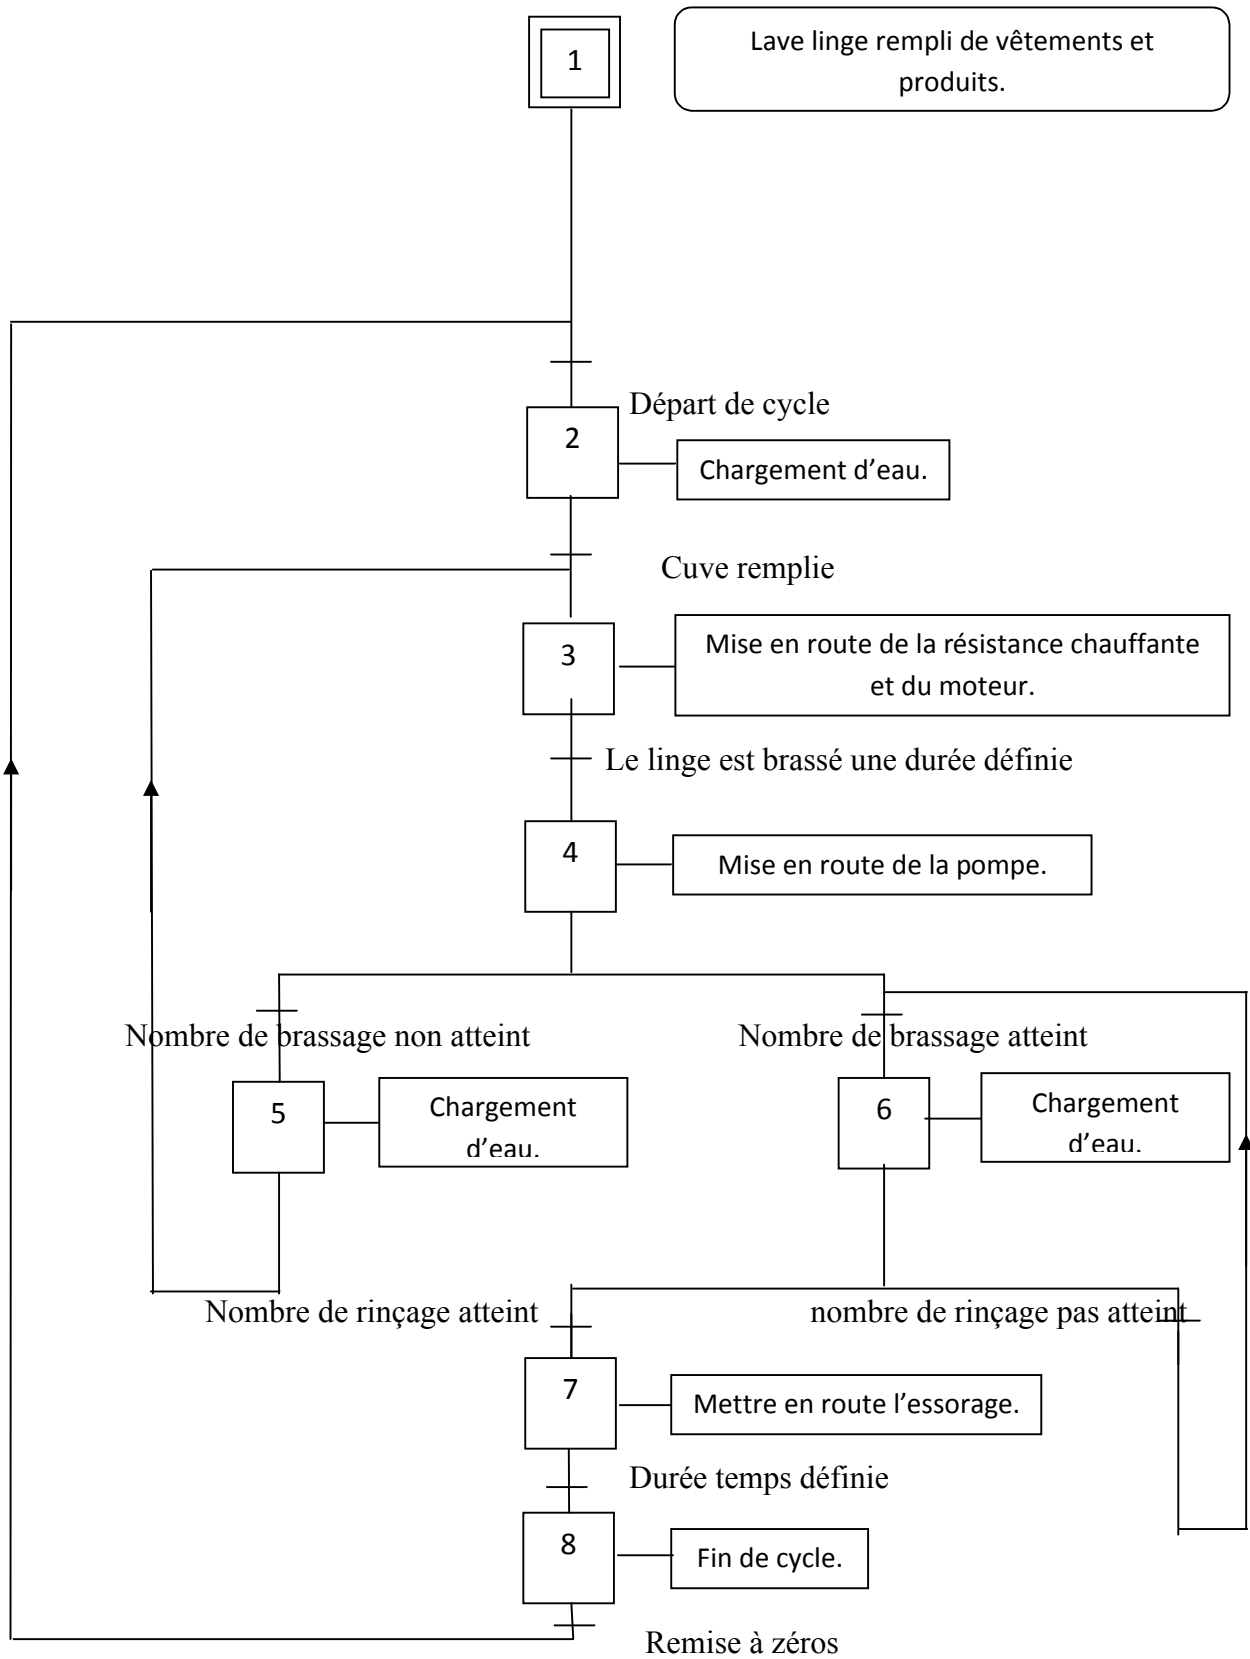 1
Lave linge rempli de vêtements et
produits.
Départ de cycle
2
Chargement d’eau.
Cuve remplie
3
Mise en route de la résistance chauffante
et du moteur.
Le linge est brassé une durée définie
4
Mise en route de la pompe.
Nombre de brassage non atteint
Nombre de brassage atteint
5
Chargement
d’eau.
6
Chargement
d’eau.
Nombre de rinçage atteint
nombre de rinçage pas atteint
7
Mettre en route l’essorage.
Durée temps définie
8
Fin de cycle.
Remise à zéros